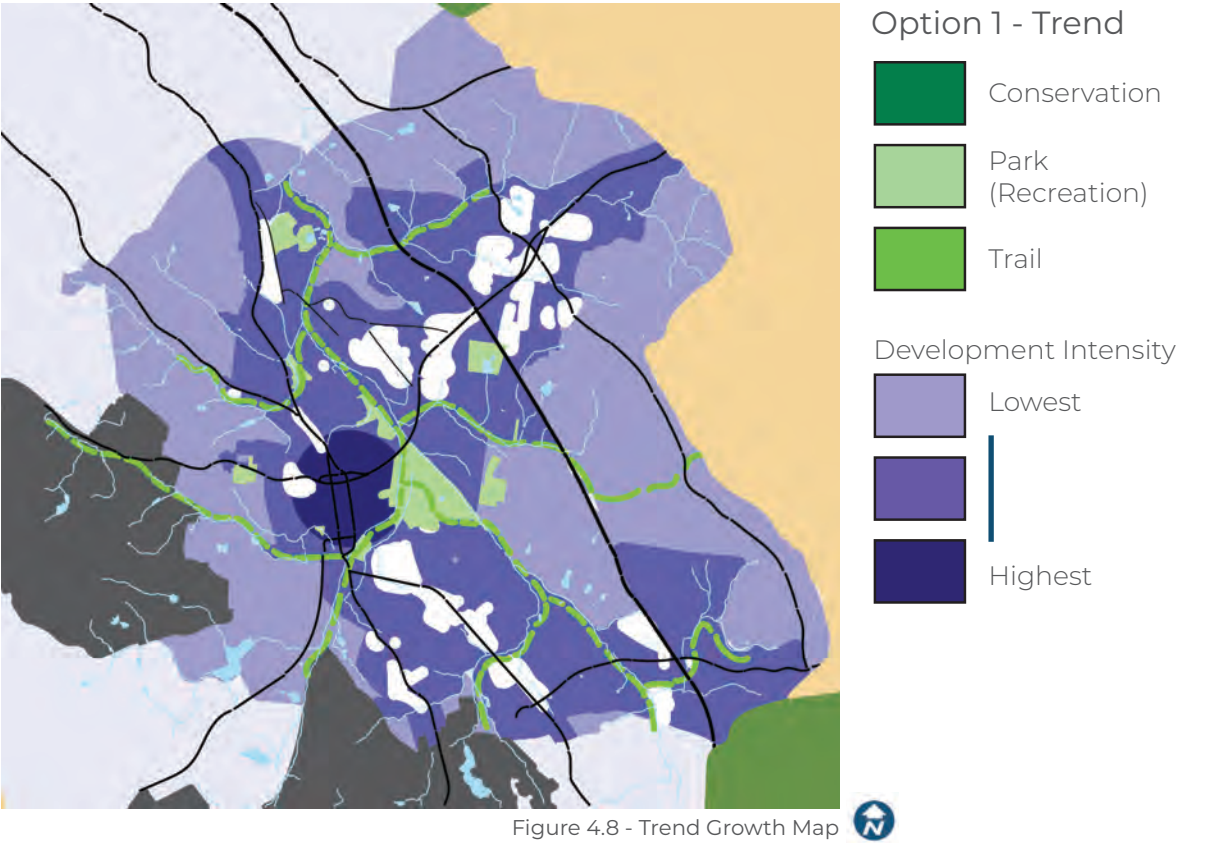 Option 1 - Trend
Conservation
Park
(Recreation)
Trail
Development Intensity
Lowest
Highest
Figure 4.8 - Trend Growth Map
N